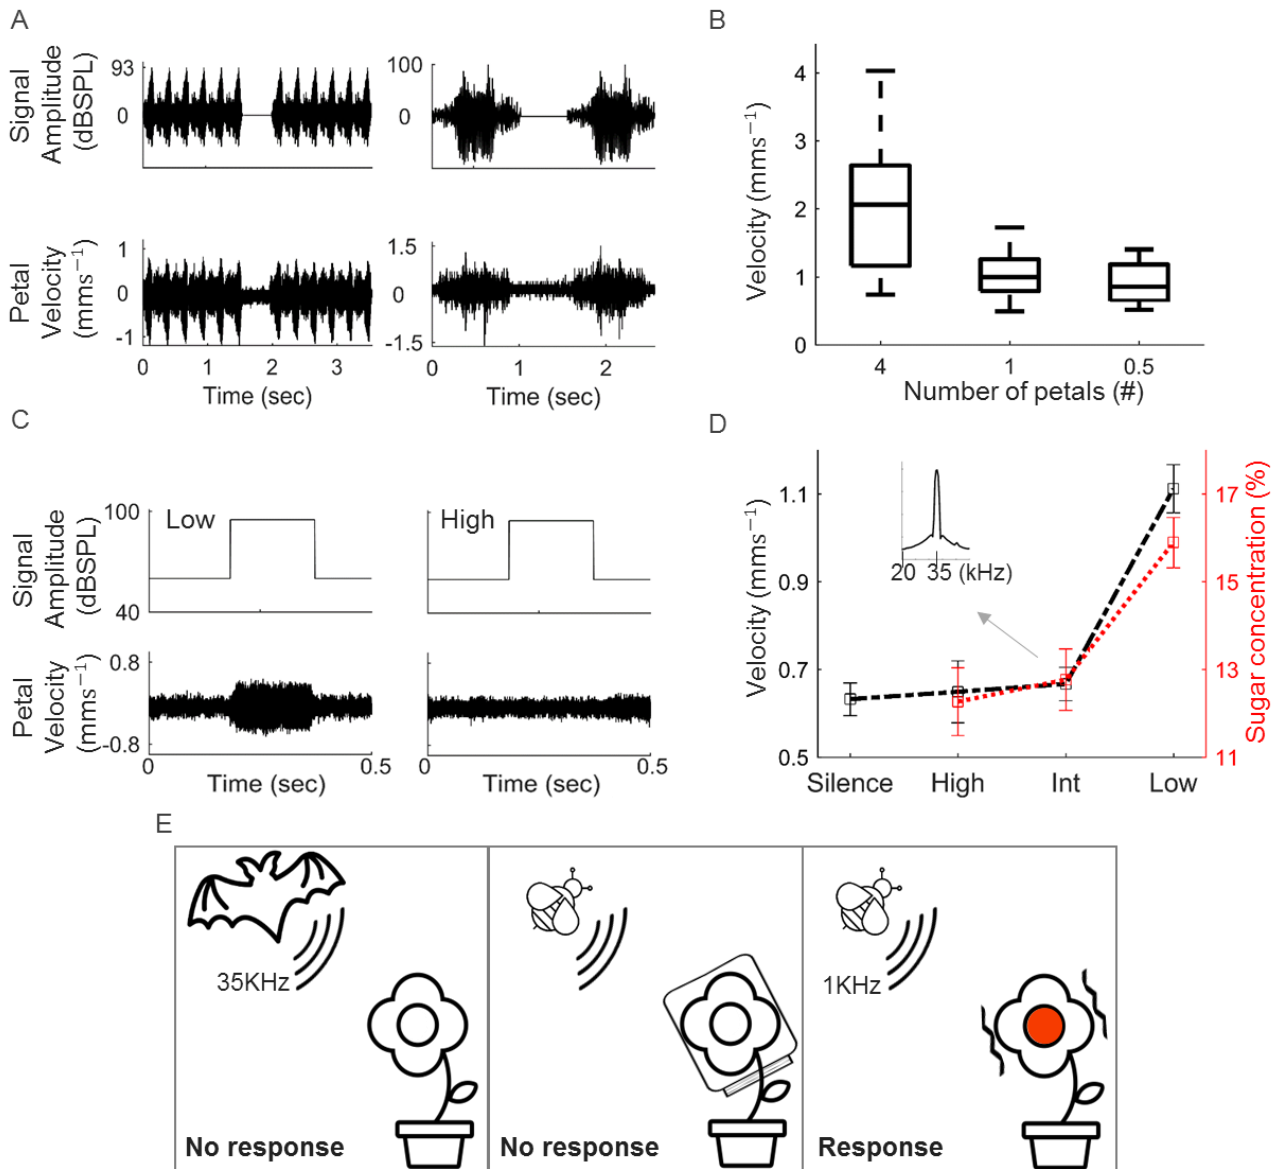 A
Signal
Amplitude
(dBSPL)
93
0
100
0
Petal
Velocity
(mms⁻¹)
1
0
-1
0 1 2 3
Time (sec)
1.5
0
-1.5
0 1 2
Time (sec)
B
Velocity (mms⁻¹)
4
3
2
1
0
4 1 0.5
Number of petals (#)
C
Signal
Amplitude
(dBSPL)
100
40
Low
High
Petal
Velocity
(mms⁻¹)
0.8
-0.8
0 0.5
Time (sec)
0 0.5
Time (sec)
D
Velocity (mms⁻¹)
1.1
0.9
0.7
0.5
20 35 (kHz)
17
15
13
11
Sugar concentration (%)
Silence High Int Low
E
35KHz
No response
No response
1KHz
Response